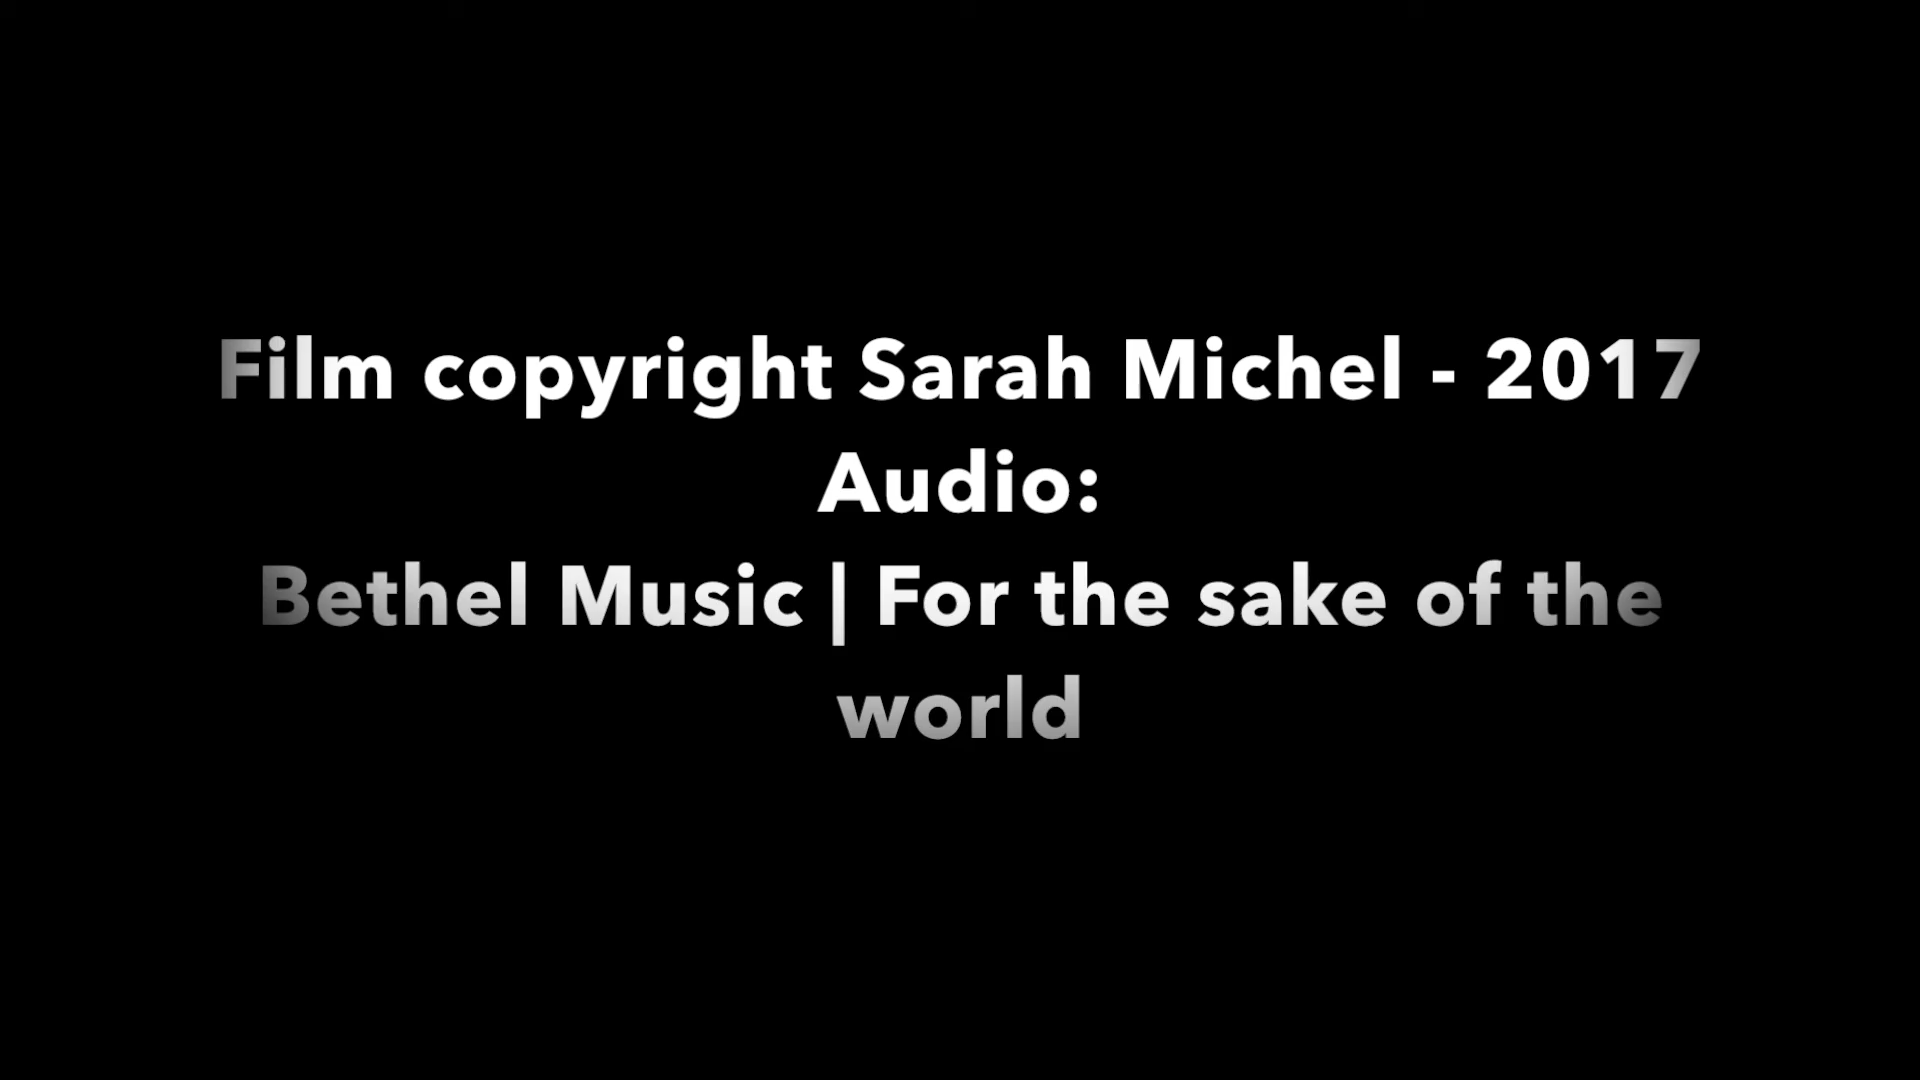 Film copyright Sarah Michel - 2017
Audio:
Bethel Music | For the sake of the
world